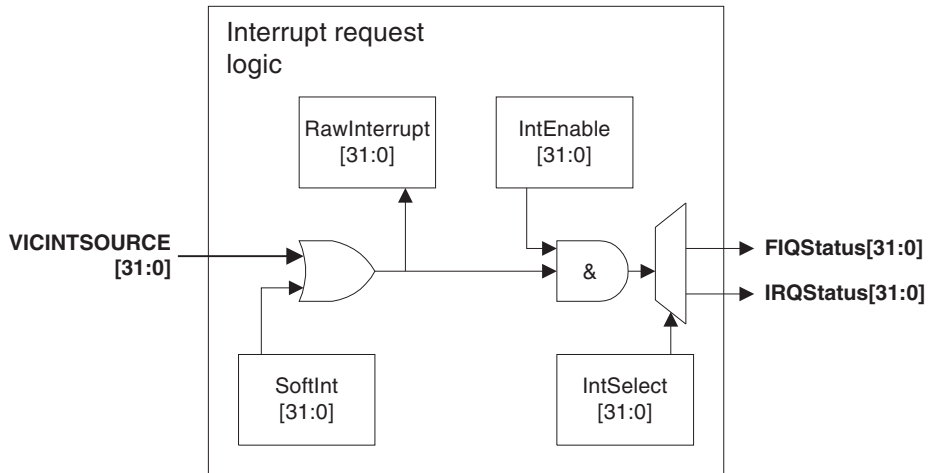 Interrupt request
logic
RawInterrupt
[31:0]
IntEnable
[31:0]
VICINTSOURCE
[31:0]
&
FIQStatus[31:0]
IRQStatus[31:0]
SoftInt
[31:0]
IntSelect
[31:0]